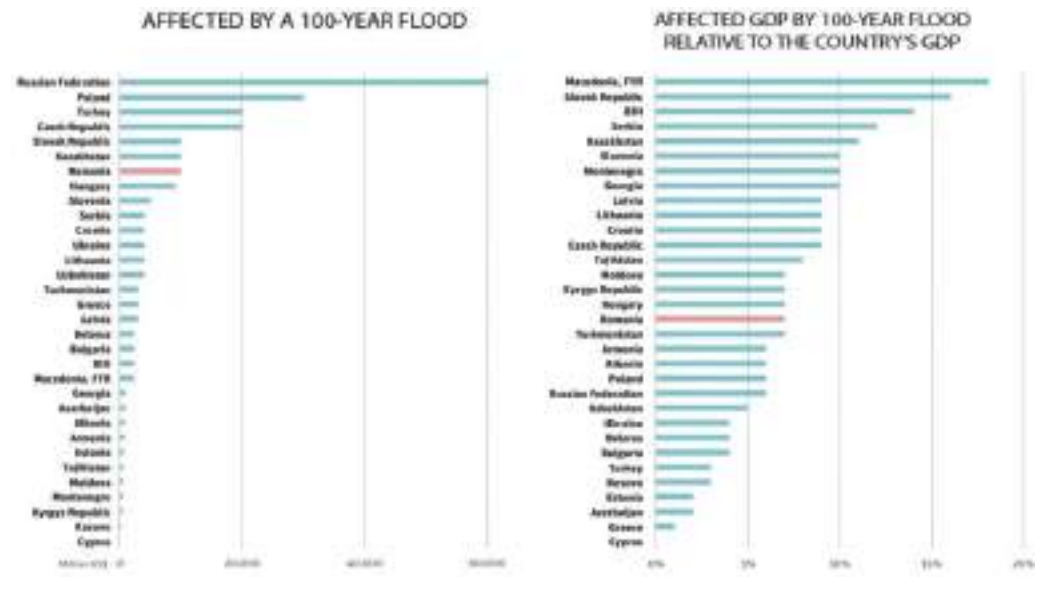 AFFECTED BY A 100-YEAR FLOOD
Russian Federation
Poland
Turkey
Czech Republic
Slovak Republic
Kazakhstan
Romania
Hungary
Slovenia
Serbia
Croatia
Ukraine
Lithuania
Uzbekistan
Turkmenistan
Greece
Latvia
Belarus
Bulgaria
BIH
Macedonia, FYR
Georgia
Azerbaijan
Albania
Armenia
Estonia
Tajikistan
Moldova
Montenegro
Kyrgyz Republic
Kosovo
Cyprus
0
AFFECTED GDP BY 100-YEAR FLOOD
RELATIVE TO THE COUNTRY'S GDP
Macedonia, FYR
Slovak Republic
BIH
Serbia
Kazakhstan
Slovenia
Montenegro
Georgia
Latvia
Lithuania
Croatia
Czech Republic
Tajikistan
Moldova
Kyrgyz Republic
Hungary
Romania
Turkmenistan
Armenia
Albania
Poland
Russian Federation
Uzbekistan
Ukraine
Belarus
Bulgaria
Turkey
Kosovo
Estonia
Azerbaijan
Greece
Cyprus
0% 5% 10% 15% 20%